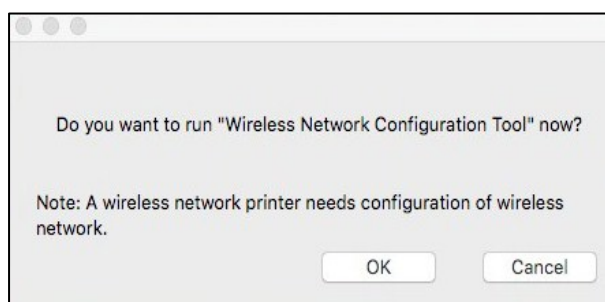 Do you want to run "Wireless Network Configuration Tool" now?
Note: A wireless network printer needs configuration of wireless
network.
OK
Cancel